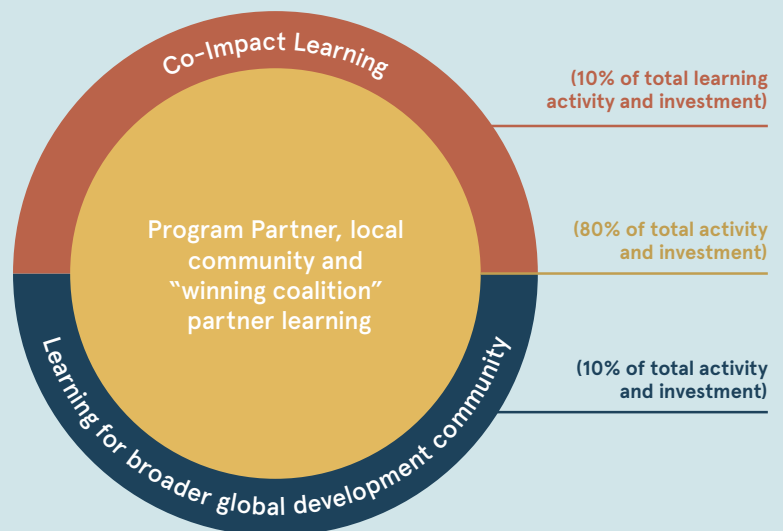 Co-Impact Learning
(10% of total learning
activity and investment)
Program Partner, local
community and
“winning coalition”
partner learning
(80% of total activity
and investment)
Learning for broader global development community
(10% of total activity
and investment)